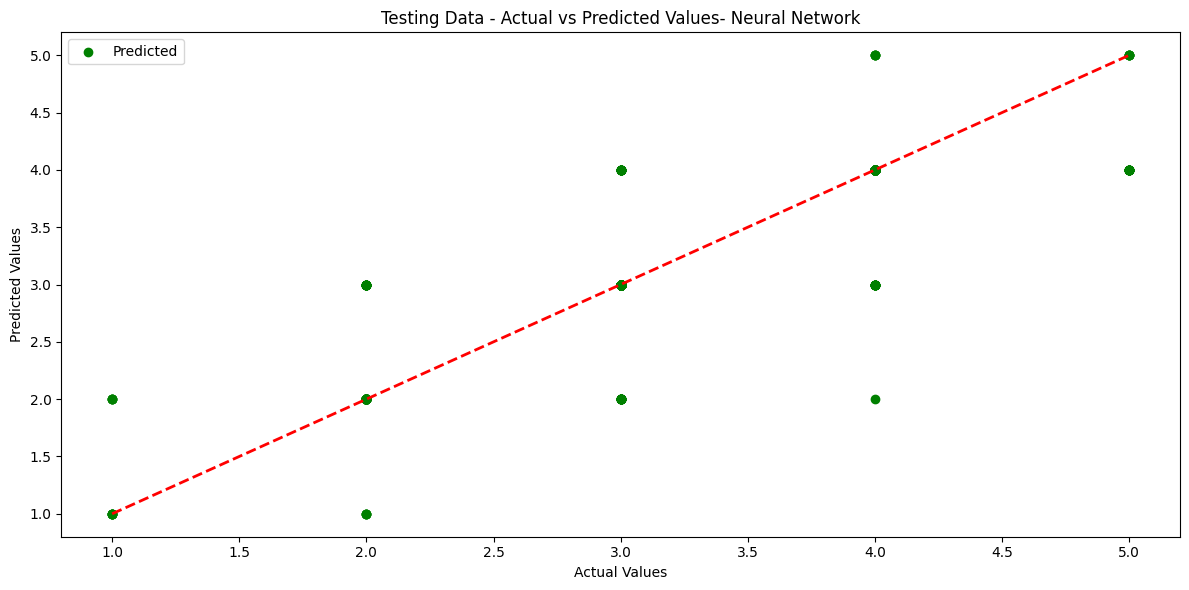 Testing Data - Actual vs Predicted Values- Neural Network
Predicted
5.0
4.5
4.0
3.5
3.0
2.5
2.0
1.5
1.0
Predicted Values
1.0 1.5 2.0 2.5 3.0 3.5 4.0 4.5 5.0
Actual Values